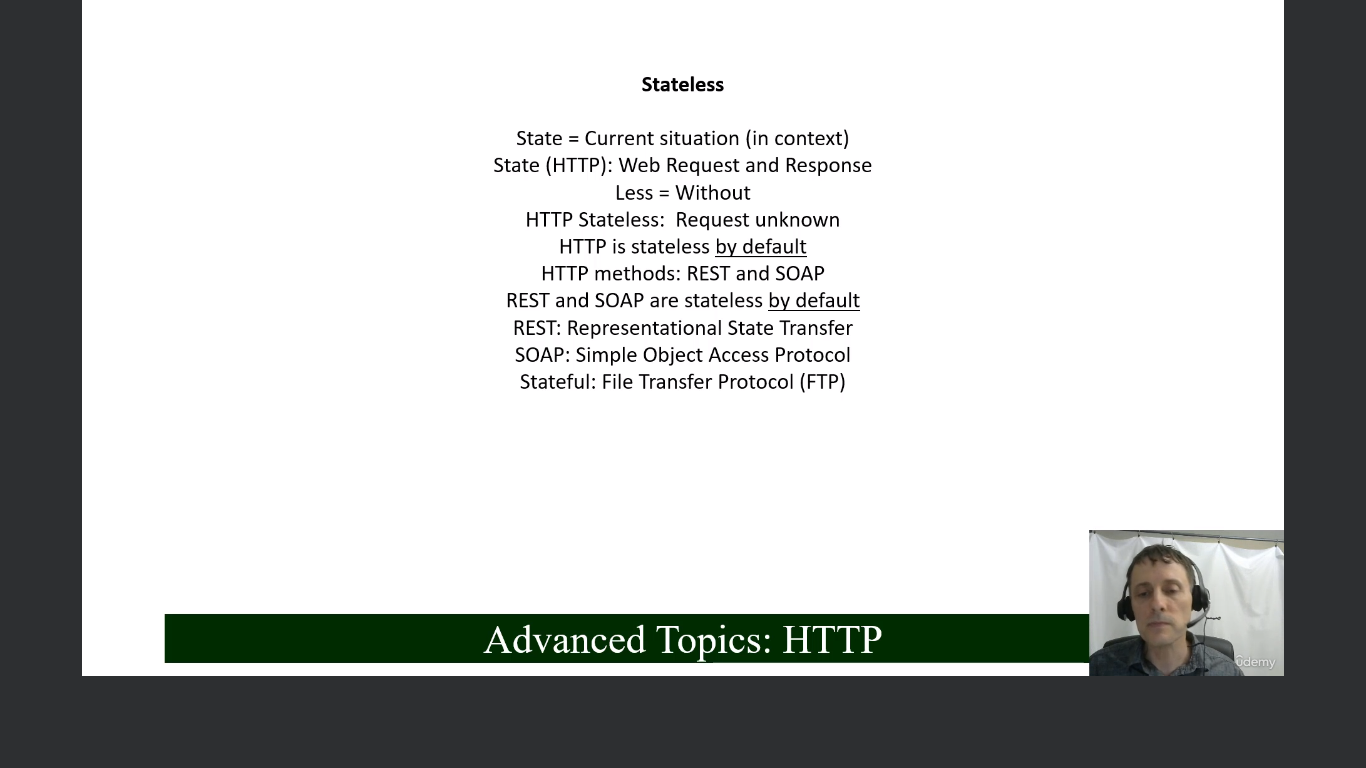 Stateless
State = Current situation (in context)
State (HTTP): Web Request and Response
Less = Without
HTTP Stateless:  Request unknown
HTTP is stateless by default
HTTP methods: REST and SOAP
REST and SOAP are stateless by default
REST: Representational State Transfer
SOAP: Simple Object Access Protocol
Stateful: File Transfer Protocol (FTP)
Advanced Topics: HTTP
ûdemy